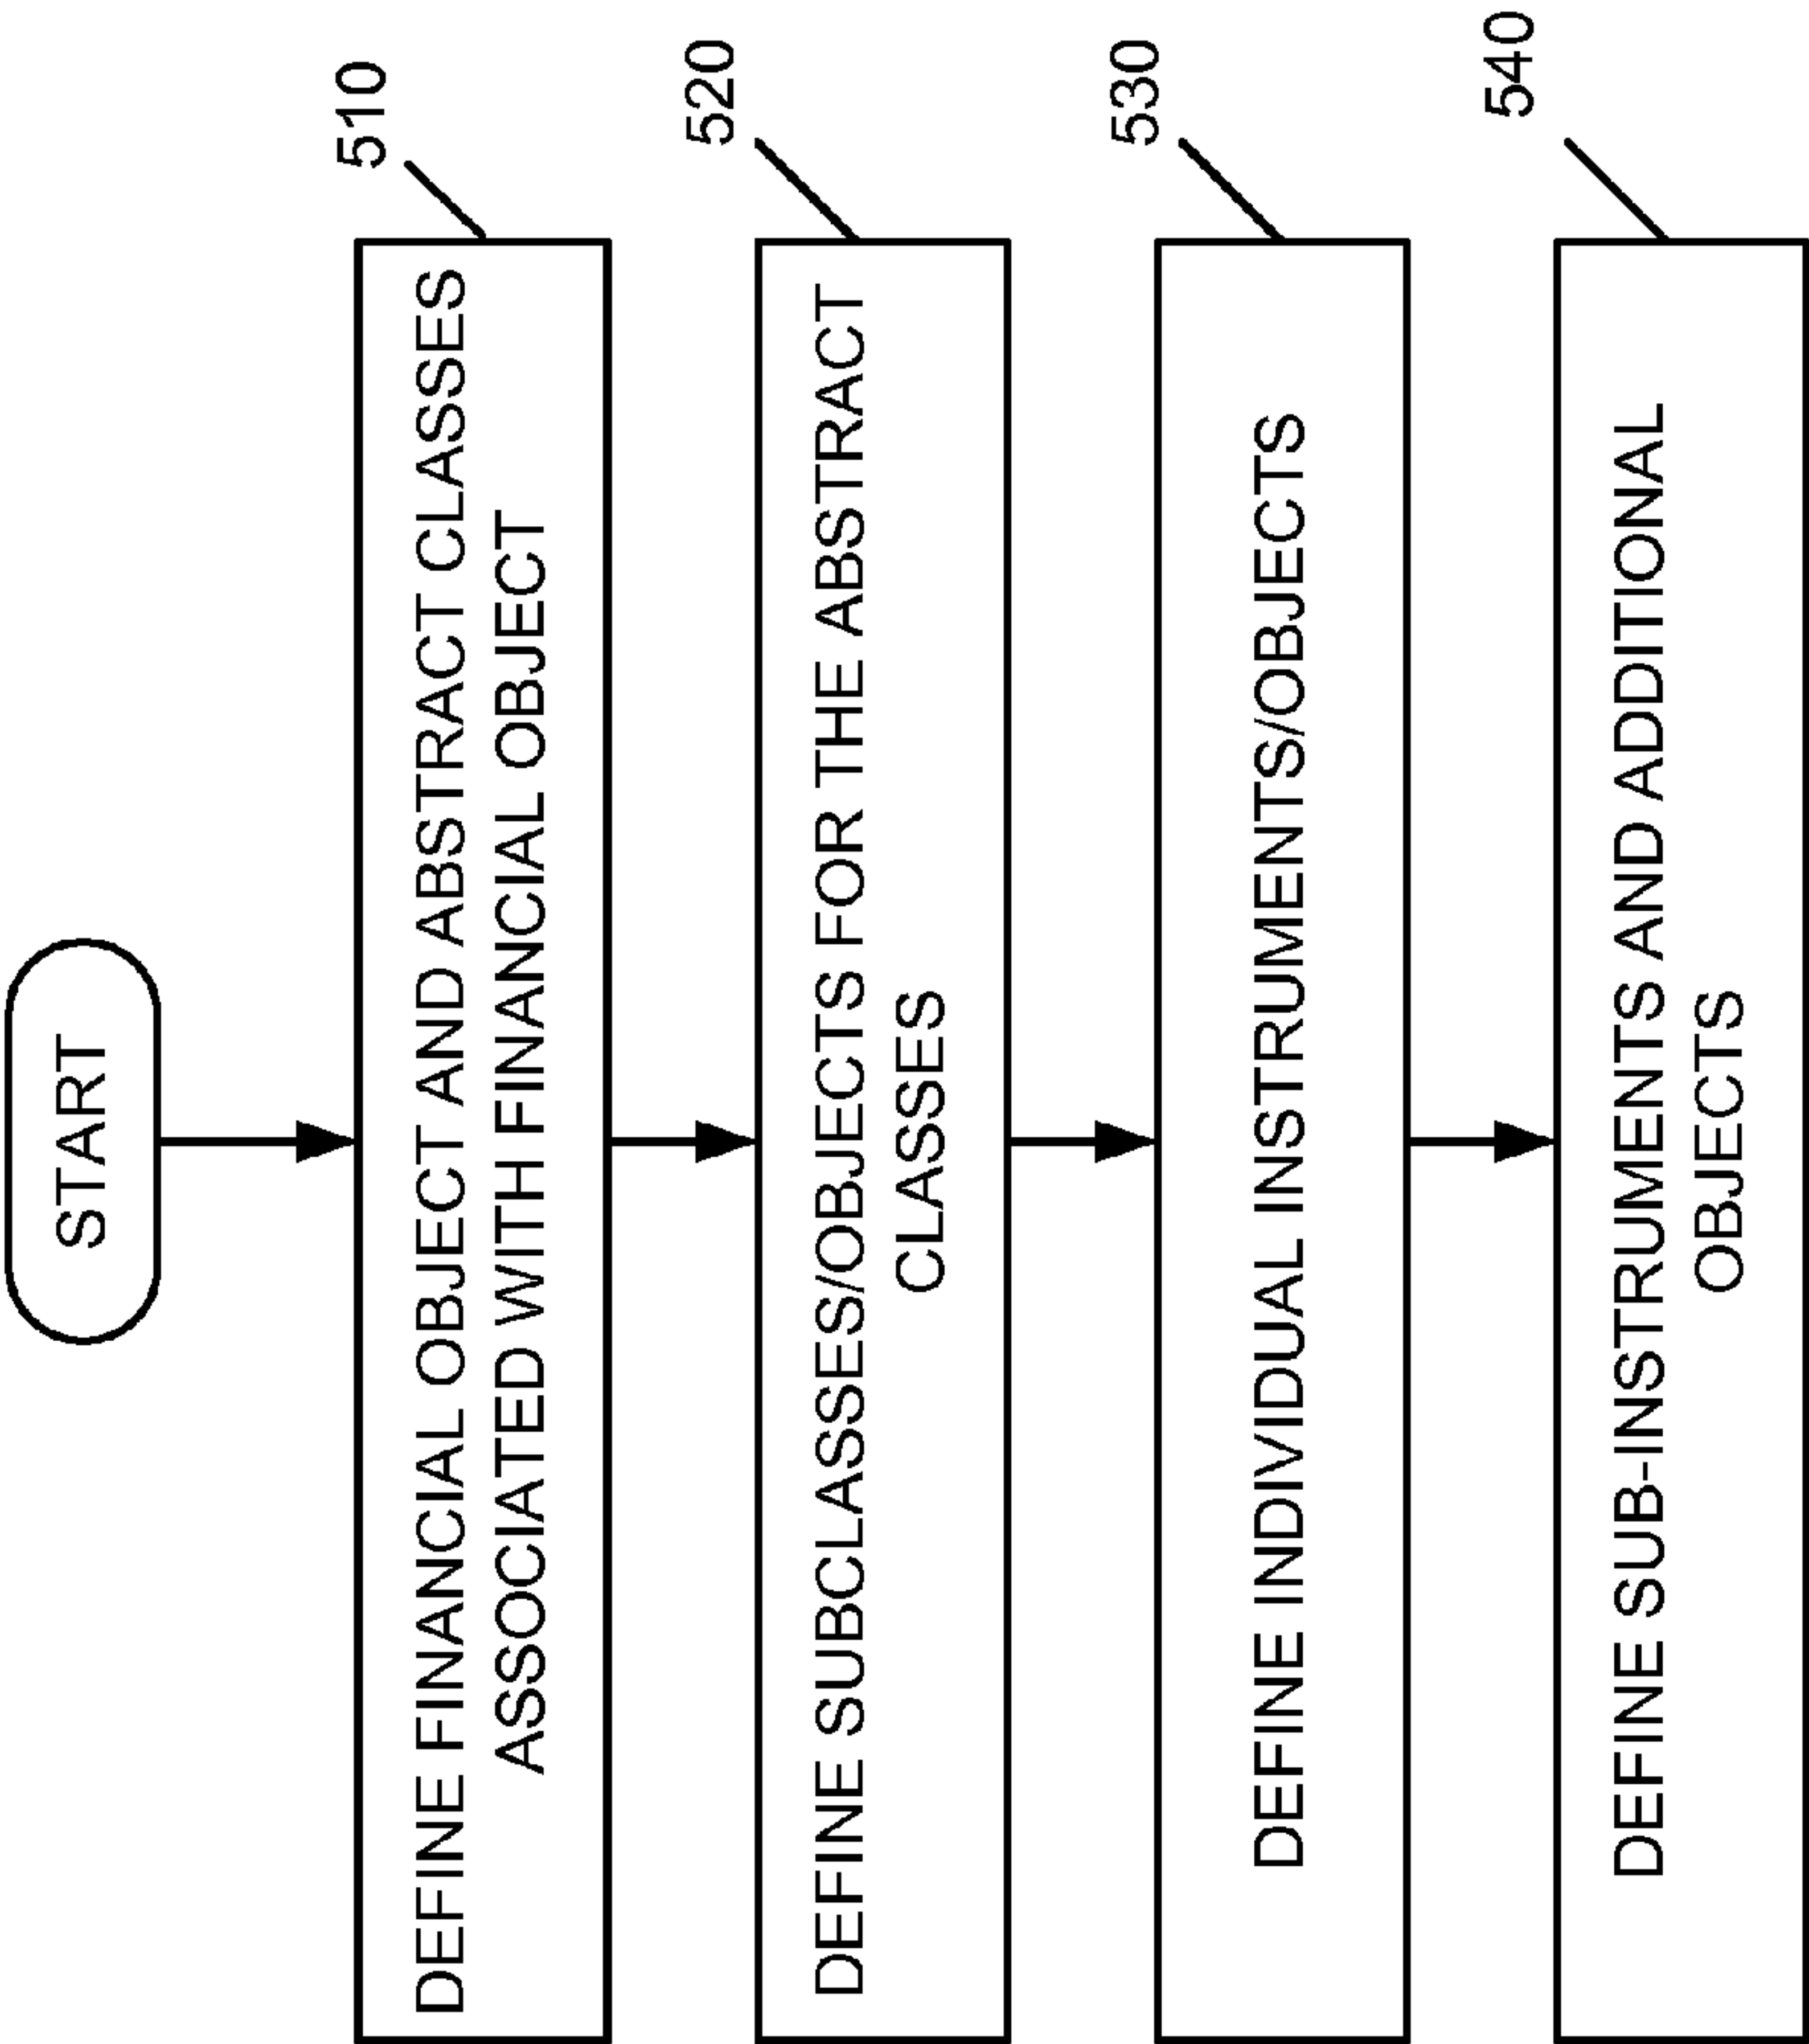 START
510
DEFINE FINANCIAL OBJECT AND ABSTRACT CLASSES
ASSOCIATED WITH FINANCIAL OBJECT
520
DEFINE SUBCLASSES/OBJECTS FOR THE ABSTRACT
CLASSES
530
DEFINE INDIVIDUAL INSTRUMENTS/OBJECTS
540
DEFINE SUB-INSTRUMENTS AND ADDITIONAL
OBJECTS